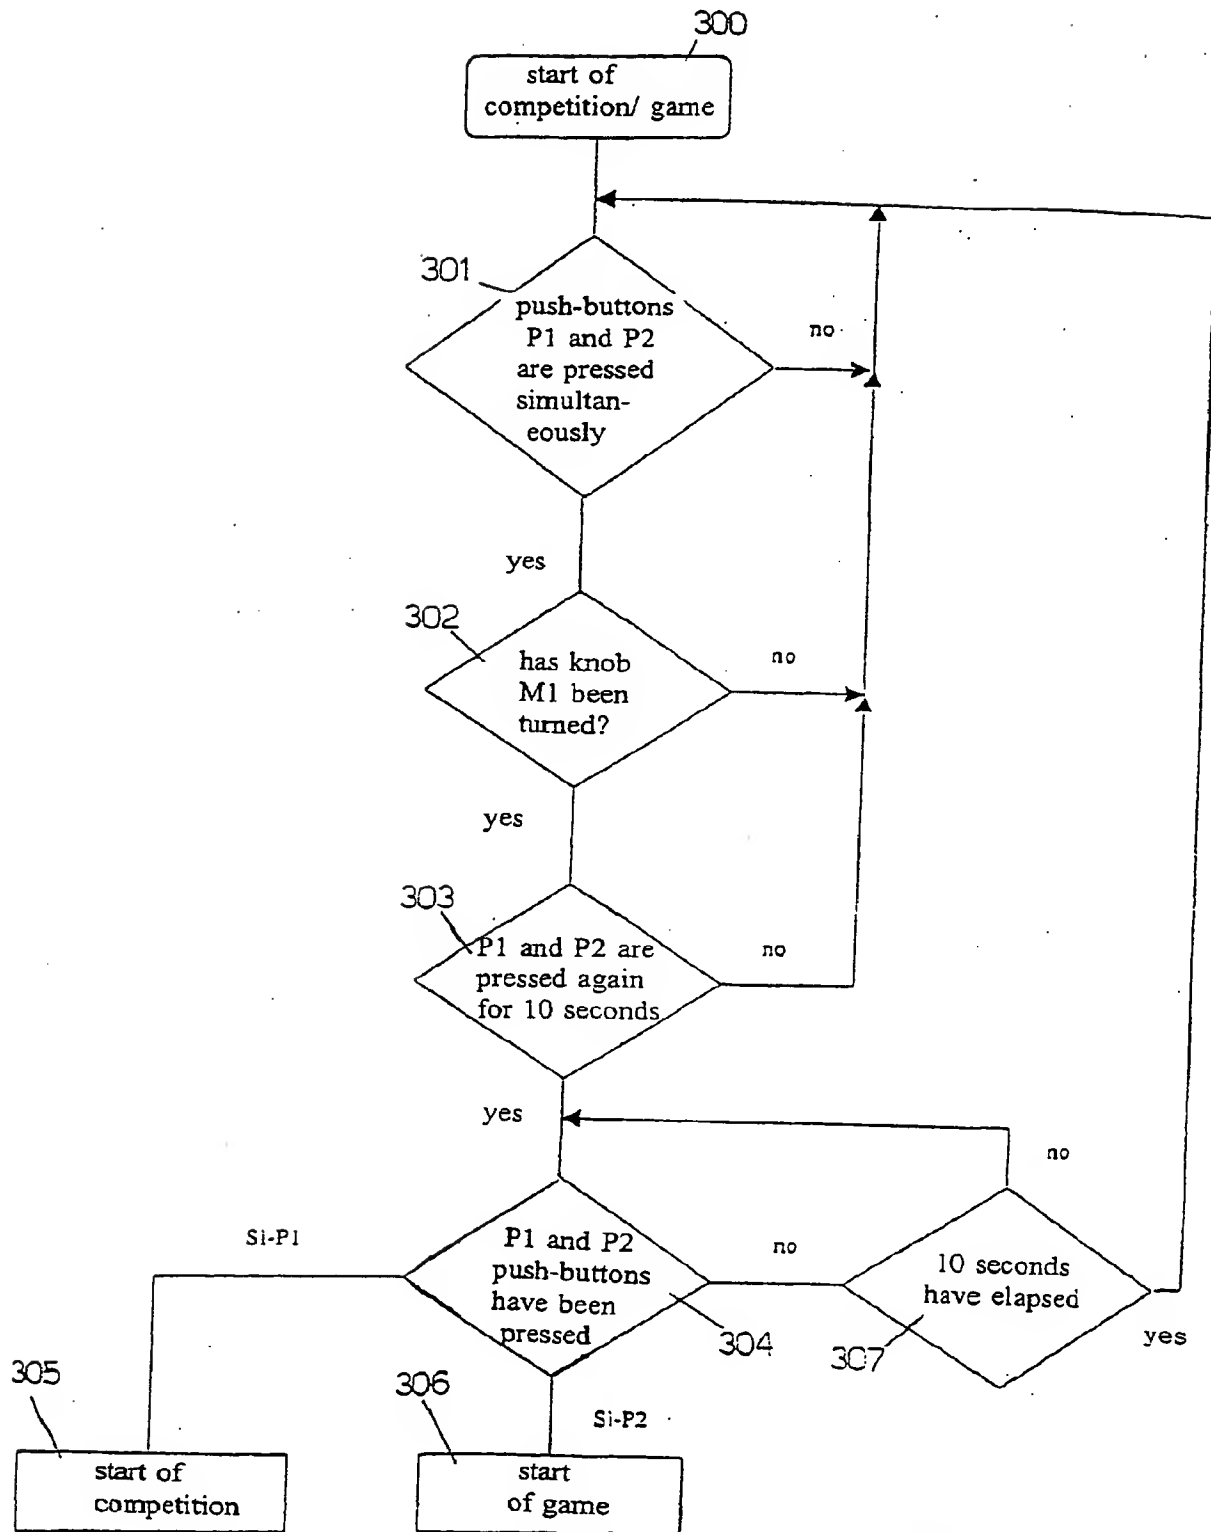 300
start of
competition/ game
301
push-buttons
P1 and P2
are pressed
simultan-
eously
no
yes
302
has knob
M1 been
turned?
no
yes
303
P1 and P2 are
pressed again
for 10 seconds
no
yes
no
Si-P1
P1 and P2
push-buttons
have been
pressed
no
10 seconds
have elapsed
304
307
yes
305
306
Si-P2
start of
competition
start
of game